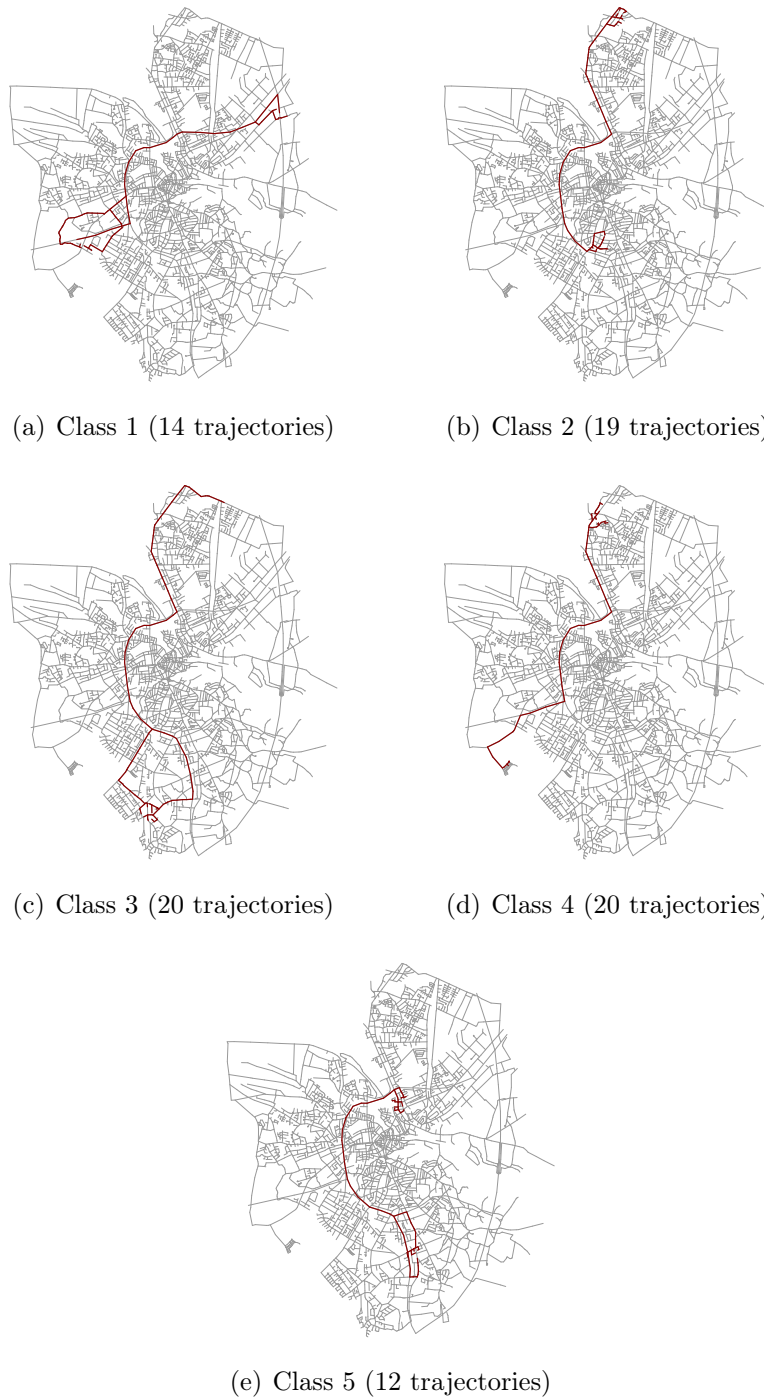 (a) Class 1 (14 trajectories)
(b) Class 2 (19 trajectories)
(c) Class 3 (20 trajectories)
(d) Class 4 (20 trajectories)
(e) Class 5 (12 trajectories)